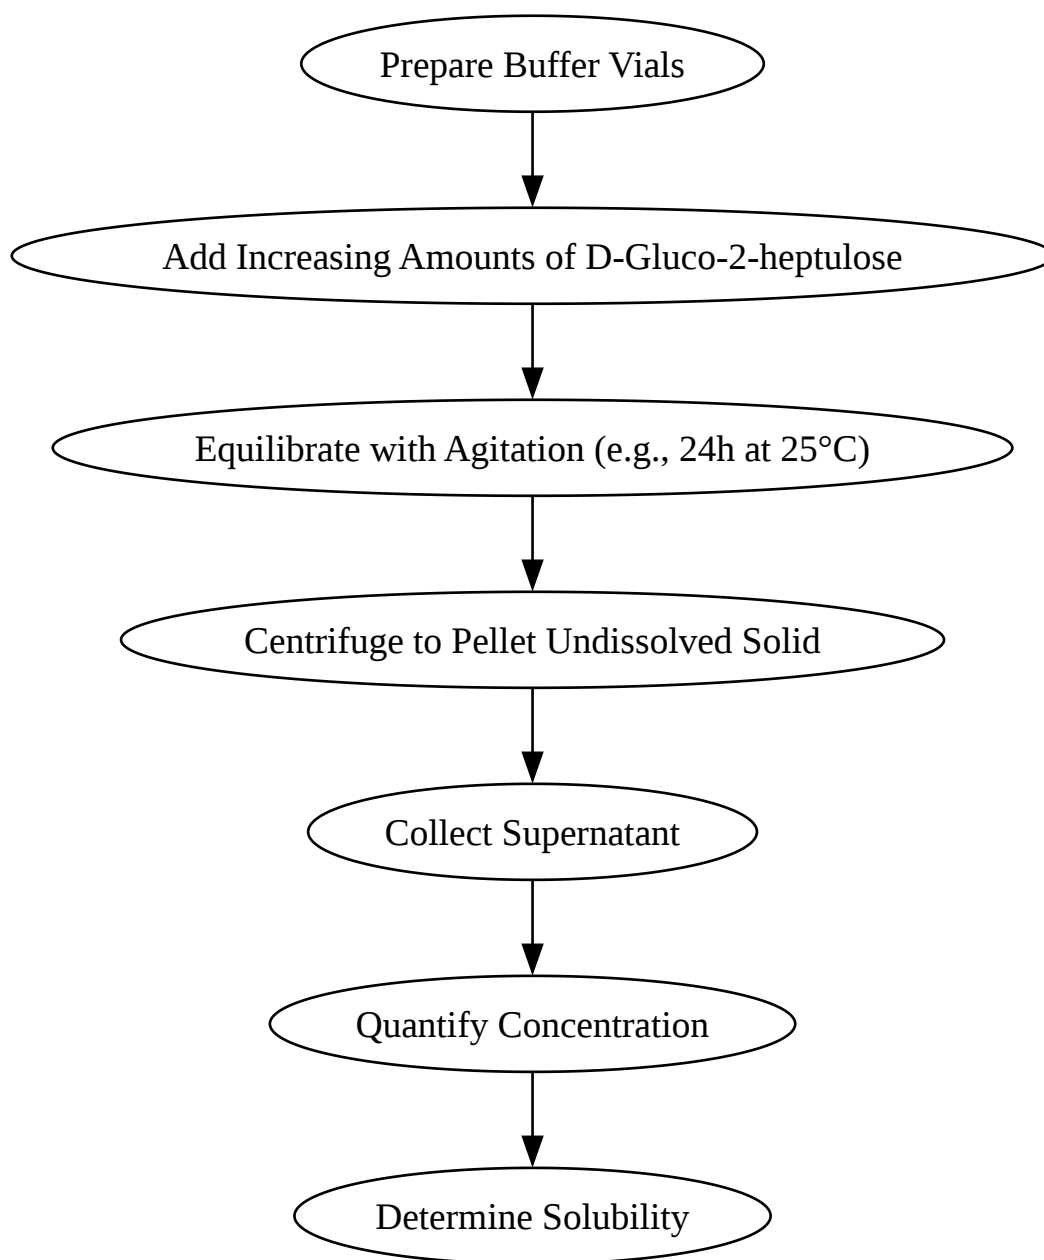 Prepare Buffer Vials
Add Increasing Amounts of D-Gluco-2-heptulose
Equilibrate with Agitation (e.g., 24h at 25°C)
Centrifuge to Pellet Undissolved Solid
Collect Supernatant
Quantify Concentration
Determine Solubility